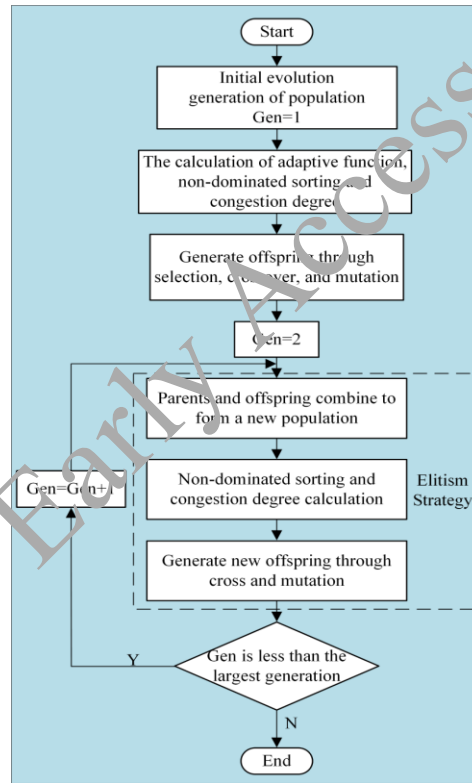 Start
Initial evolution
generation of population
Gen=1
The calculation of adaptive function,
non-dominated sorting and
congestion degree
Generate offspring through
selection, crossover, and mutation
Gen=2
Parents and offspring combine to
form a new population
Non-dominated sorting and
congestion degree calculation
Elitism
Strategy
Gen=Gen+1
Generate new offspring through
cross and mutation
Y
Gen is less than the
largest generation
N
End
Early Access